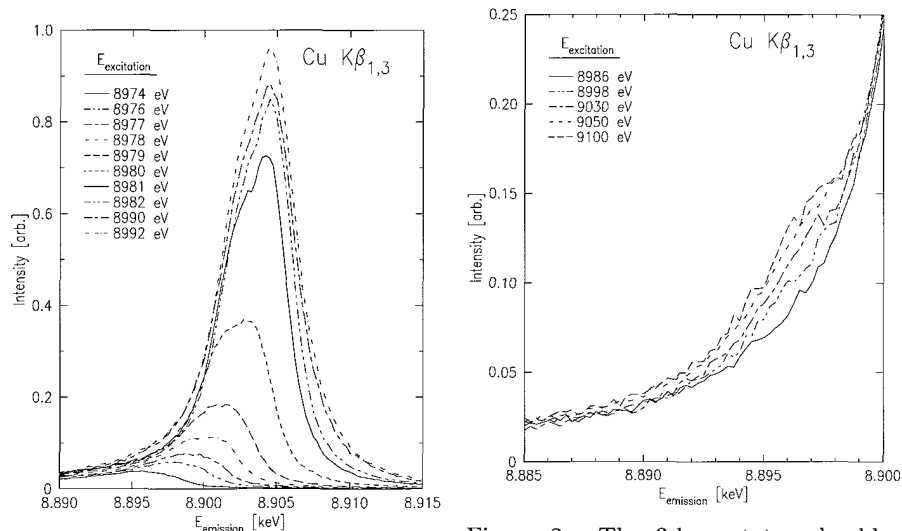 1.0
0.8
0.6
0.4
0.2
0
Intensity [arb.]
Cu Kβ1,3
Eexcitation
8974 eV
8976 eV
8977 eV
8978 eV
8979 eV
8980 eV
8981 eV
8982 eV
8990 eV
8992 eV
8.890 8.895 8.900 8.905 8.910 8.915
Eemission [keV]
0.25
0.20
0.15
0.10
0.05
0
Intensity [arb.]
Cu Kβ1,3
Eexcitation
8986 eV
8998 eV
9030 eV
9050 eV
9100 eV
8.885 8.890 8.895 8.900
Eemission [keV]